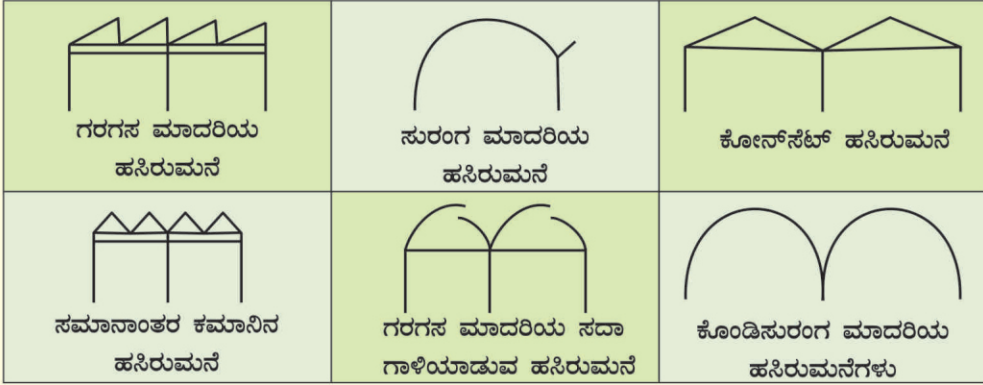 ಗರಗಸ ಮಾದರಿಯ
ಹಸಿರುಮನೆ
ಸುರಂಗ ಮಾದರಿಯ
ಹಸಿರುಮನೆ
ಕೋನ್‌ಸೆಟ್ ಹಸಿರುಮನೆ
ಸಮಾನಾಂತರ ಕಮಾನಿನ
ಹಸಿರುಮನೆ
ಗರಗಸ ಮಾದರಿಯ ಸದಾ
ಗಾಳಿಯಾಡುವ ಹಸಿರುಮನೆ
ಕೊಂಡಿಸುರಂಗ ಮಾದರಿಯ
ಹಸಿರುಮನೆಗಳು